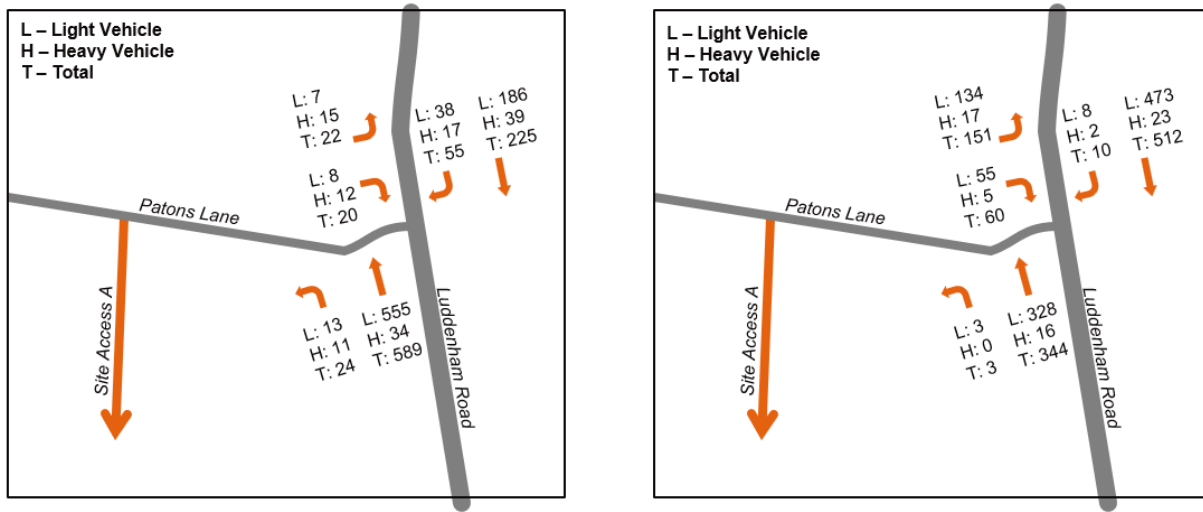 L – Light Vehicle
H – Heavy Vehicle
T – Total
L: 7
H: 15
T: 22
L: 38
H: 17
T: 55
L: 186
H: 39
T: 225
L: 8
H: 12
T: 20
Patons Lane
Site Access A
L: 13
H: 11
T: 24
L: 555
H: 34
T: 589
Luddenham Road
L – Light Vehicle
H – Heavy Vehicle
T – Total
L: 134
H: 17
T: 151
L: 8
H: 2
T: 10
L: 473
H: 23
T: 512
L: 55
H: 5
T: 60
Patons Lane
Site Access A
L: 3
H: 0
T: 3
L: 328
H: 16
T: 344
Luddenham Road